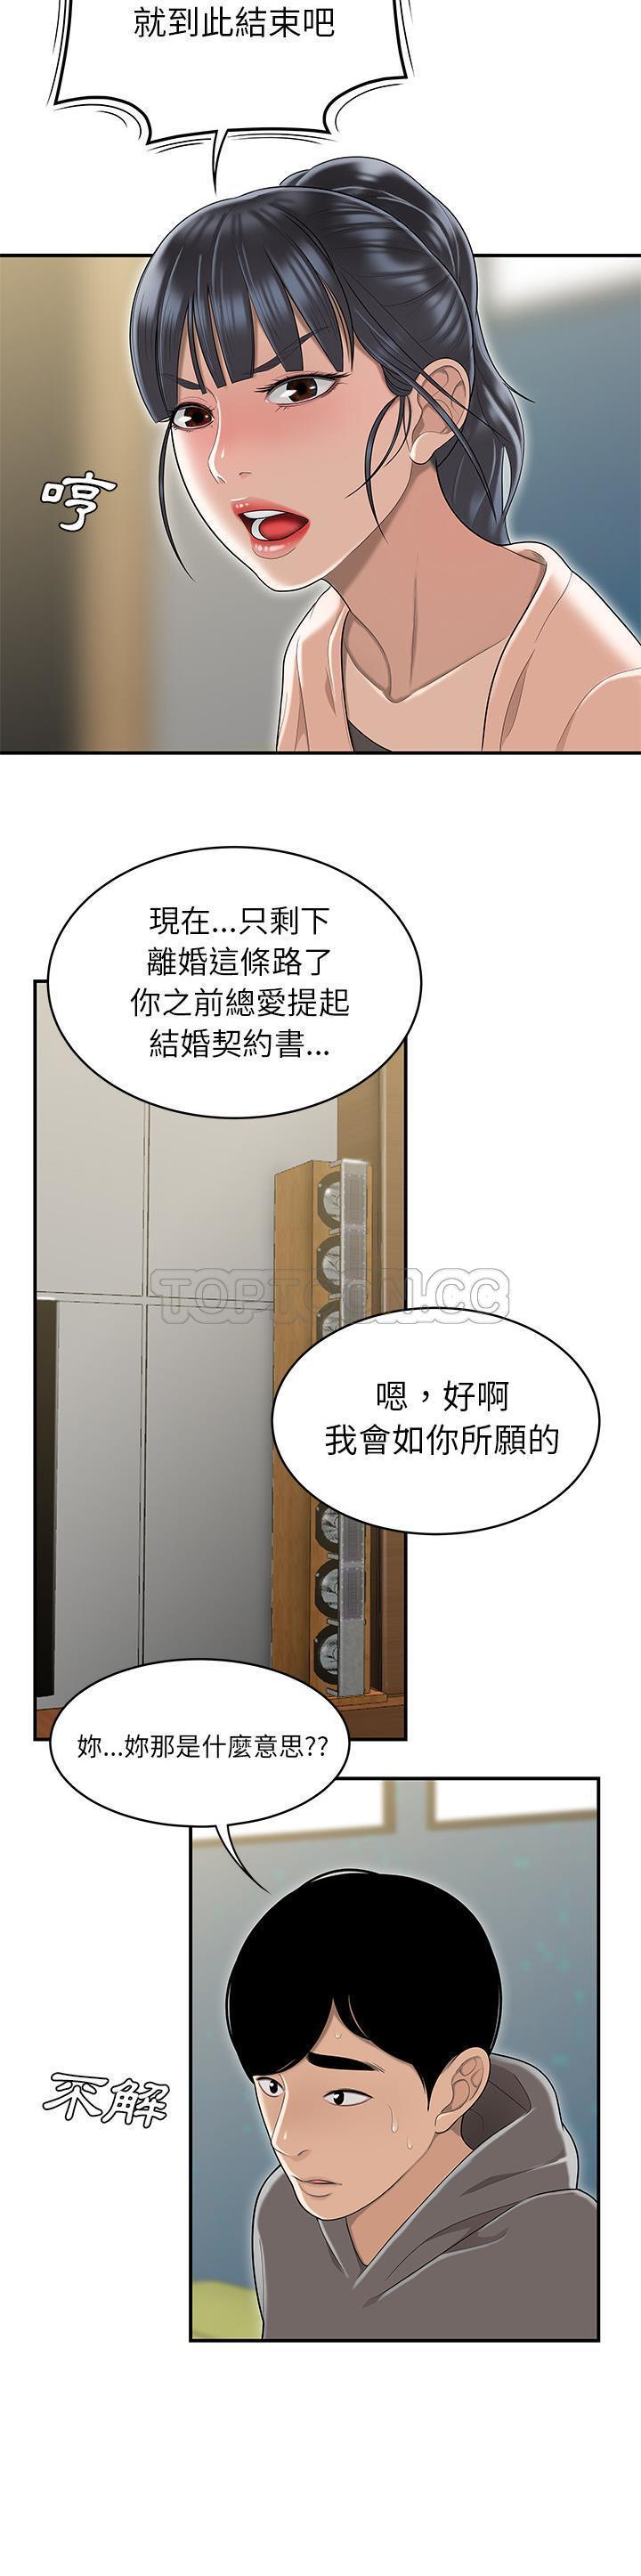 就到此結束吧
哼
現在...只剩下
離婚這條路了
你之前總愛提起
結婚契約書...
TOPTOON.CC
嗯，好啊
我會如你所願的
妳...妳那是什麼意思??
不解